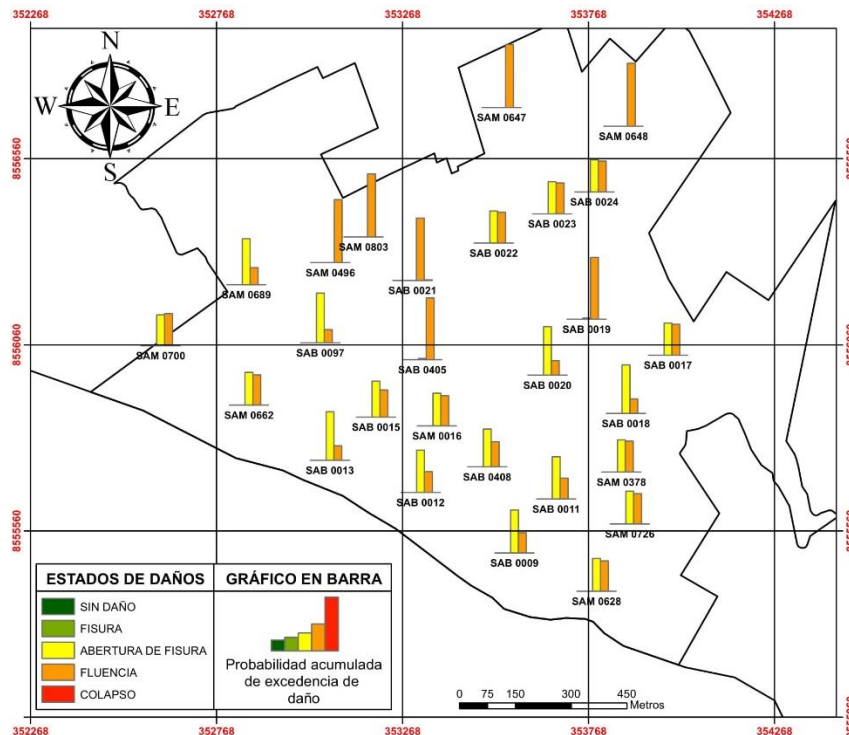 352268 352768 353268 353768 354268
N
W E
S
SAM 0647
SAM 0648
8556560 8556560
SAB 0024
SAB 0023
SAM 0803
SAB 0022
SAM 0496
SAB 0021
SAM 0689
SAB 0019
8556060
SAM 0700
SAB 0097
SAB 0405
SAB 0017
SAB 0020
SAM 0662
SAB 0015
SAM 0016
SAB 0018
SAB 0013
SAB 0408
SAM 0378
SAB 0012
SAB 0011
8555560 8555560
SAM 0726
SAB 0009
SAM 0628
ESTADOS DE DAÑOS GRÁFICO EN BARRA
SIN DAÑO
FISURA
ABERTURA DE FISURA
FLUENCIA
COLAPSO
Probabilidad acumulada
de excedencia de
daño
0 75 150 300 450
Metros
352268 352768 353268 353768 354268